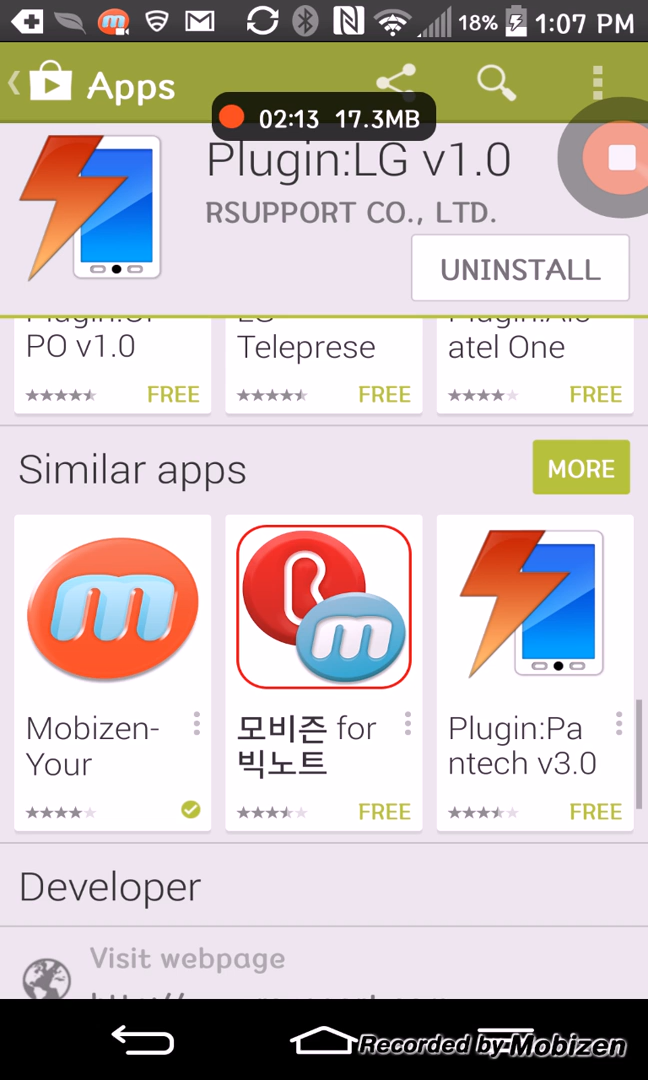 18% 1:07 PM
Apps
02:13 17.3MB
Plugin:LG v1.0
RSUPPORT CO., LTD.
UNINSTALL
PO v1.0
Teleprese
atel One
FREE
FREE
FREE
Similar apps
MORE
Mobizen-
Your
모비즌 for
빅노트
FREE
Plugin:Pa
ntech v3.0
FREE
Developer
Visit webpage
Recorded by Mobizen